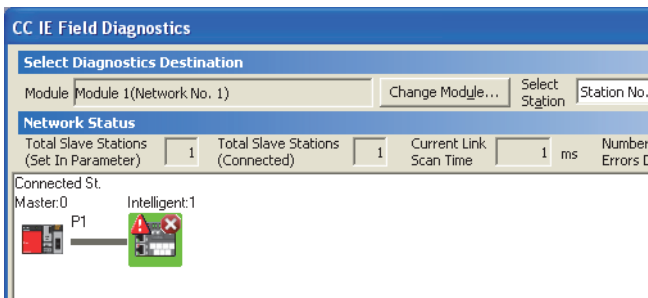 CC IE Field Diagnostics
Select Diagnostics Destination
Module Module 1(Network No. 1) Change Module... Select Station Station No.
Network Status
Total Slave Stations (Set In Parameter) 1 Total Slave Stations (Connected) 1 Current Link Scan Time 1 ms Number Errors
Connected St.
Master:0 Intelligent:1
P1